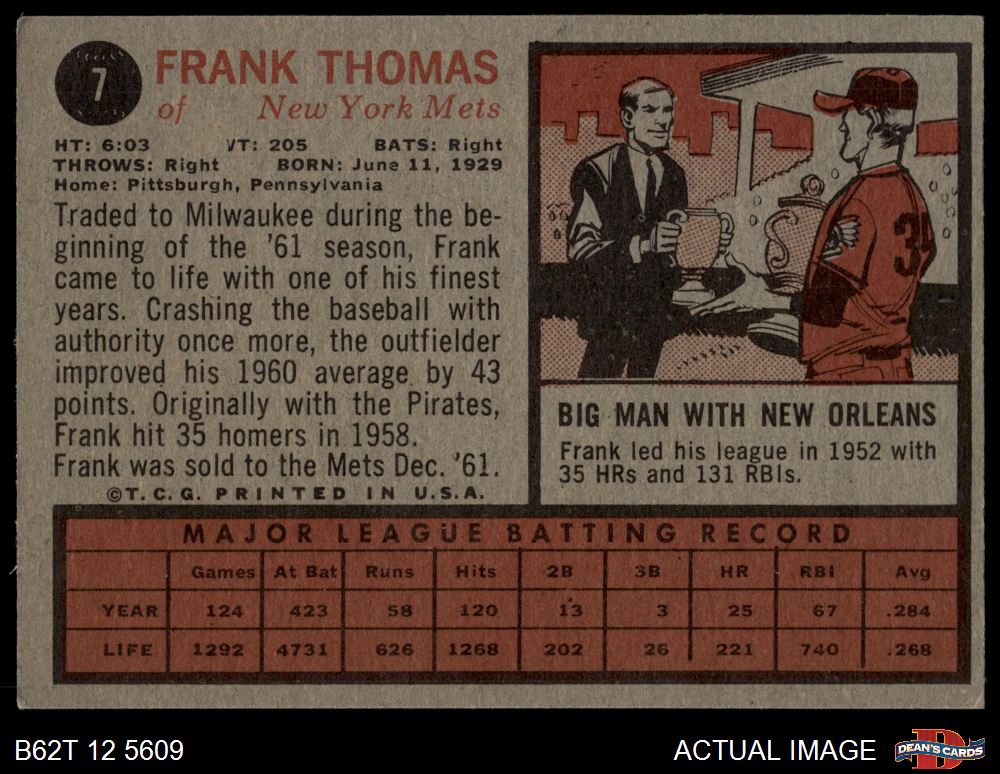 7
FRANK THOMAS
of New York Mets
HT: 6:03 VT: 205 BATS: Right
THROWS: Right BORN: June 11, 1929
Home: Pittsburgh, Pennsylvania
Traded to Milwaukee during the be-
ginning of the '61 season, Frank
came to life with one of his finest
years. Crashing the baseball with
authority once more, the outfielder
improved his 1960 average by 43
points. Originally with the Pirates,
Frank hit 35 homers in 1958.
Frank was sold to the Mets Dec. '61.
©T.C.G. PRINTED IN U.S.A.
S
BIG MAN WITH NEW ORLEANS
Frank led his league in 1952 with
35 HRs and 131 RBIs.
MAJOR LEAGUE BATTING RECORD
Games At Bat Runs Hits 2B 3B HR RBI Avg
YEAR 124 423 58 120 13 3 25 67 .284
LIFE 1292 4731 626 1268 202 26 221 740 .268
B62T 12 5609
ACTUAL IMAGE
D
DEAN'S CARDS